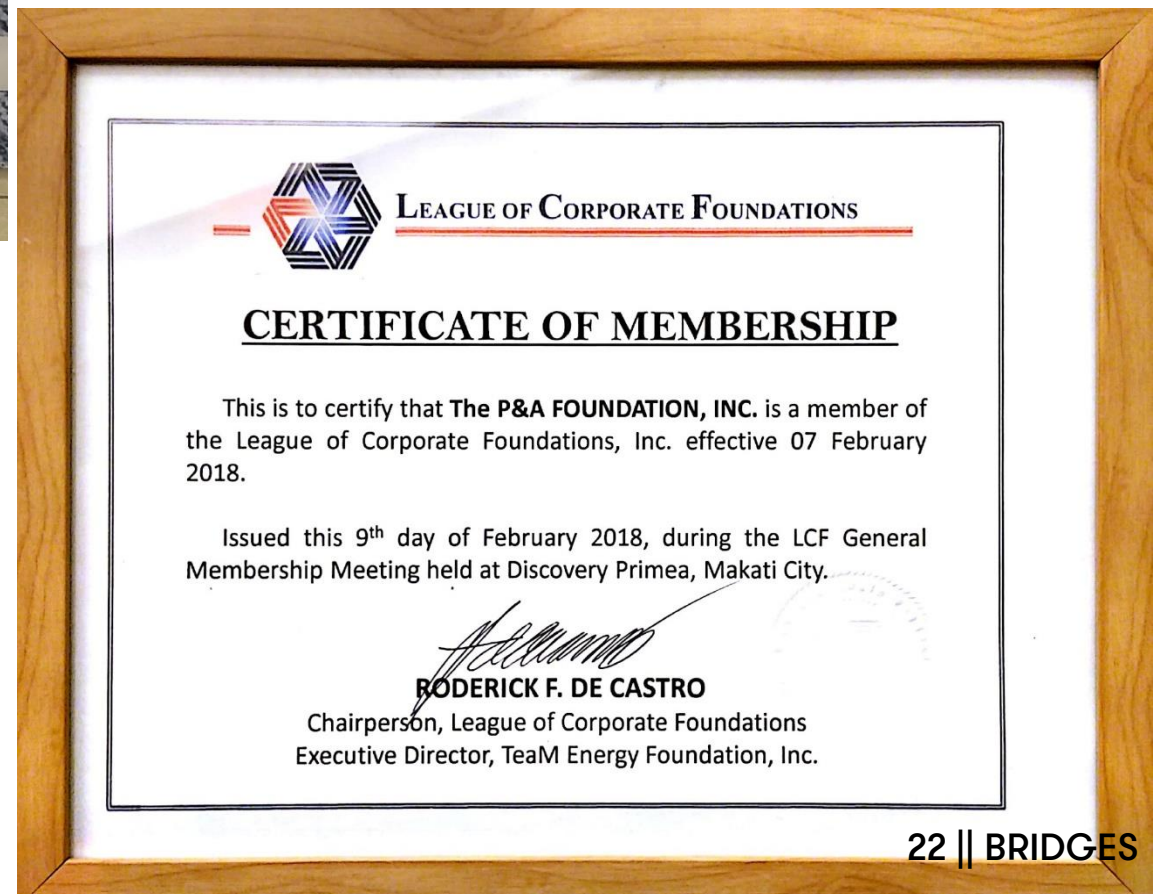 LEAGUE OF CORPORATE FOUNDATIONS
CERTIFICATE OF MEMBERSHIP
This is to certify that The P&A FOUNDATION, INC. is a member of
the League of Corporate Foundations, Inc. effective 07 February
2018.
Issued this 9th day of February 2018, during the LCF General
Membership Meeting held at Discovery Primea, Makati City.
RODERICK F. DE CASTRO
Chairperson, League of Corporate Foundations
Executive Director, TeaM Energy Foundation, Inc.
22 || BRIDGES